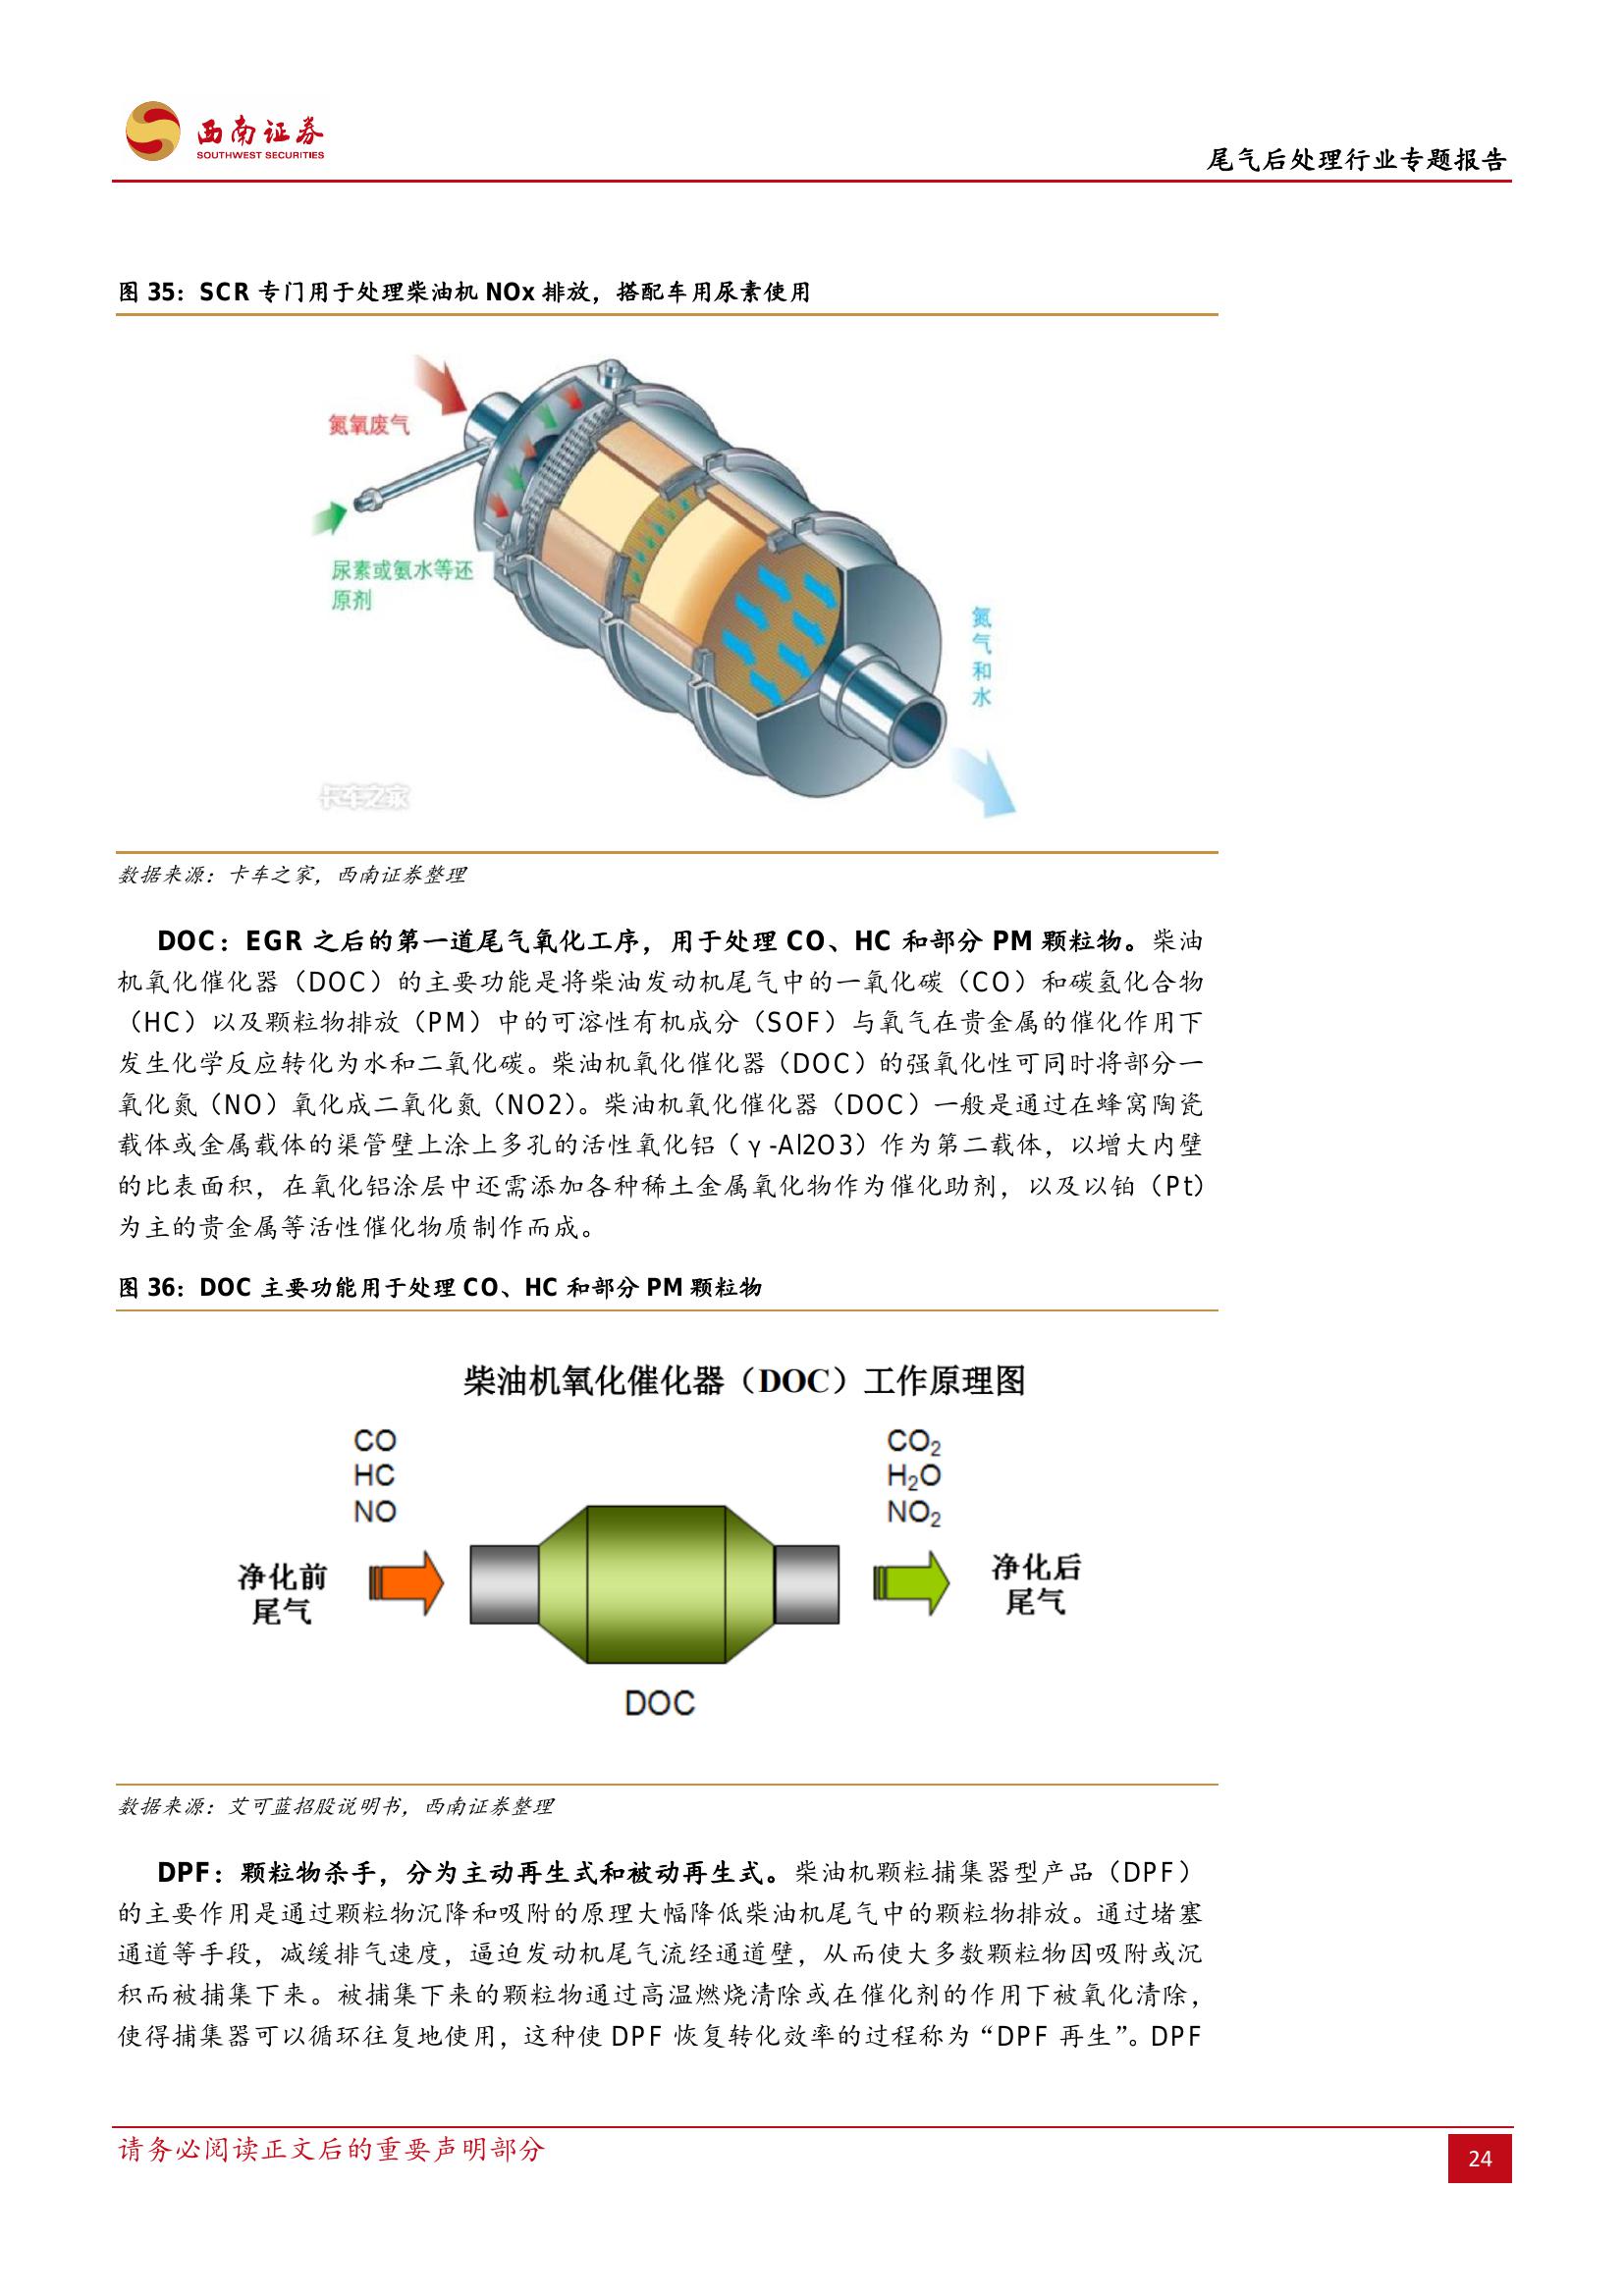 西南证券
SOUTHWEST SECURITIES
尾气后处理行业专题报告
图 35：SCR 专门用于处理柴油机 NOx 排放，搭配车用尿素使用
氮氧废气
尿素或氨水等还
原剂
氮
气
和
水
卡车之家
数据来源：卡车之家，西南证券整理
DOC：EGR 之后的第一道尾气氧化工序，用于处理 CO、HC 和部分 PM 颗粒物。柴油
机氧化催化器（DOC）的主要功能是将柴油发动机尾气中的一氧化碳（CO）和碳氢化合物
（HC）以及颗粒物排放（PM）中的可溶性有机成分（SOF）与氧气在贵金属的催化作用下
发生化学反应转化为水和二氧化碳。柴油机氧化催化器（DOC）的强氧化性可同时将部分一
氧化氮（NO）氧化成二氧化氮（NO2）。柴油机氧化催化器（DOC）一般是通过在蜂窝陶瓷
载体或金属载体的渠管壁上涂上多孔的活性氧化铝（γ-Al2O3）作为第二载体，以增大内壁
的比表面积，在氧化铝涂层中还需添加各种稀土金属氧化物作为催化助剂，以及以铂（Pt）
为主的贵金属等活性催化物质制作而成。
图 36：DOC 主要功能用于处理 CO、HC 和部分 PM 颗粒物
柴油机氧化催化器（DOC）工作原理图
CO
HC
NO
CO₂
H₂O
NO₂
净化前
尾气
净化后
尾气
DOC
数据来源：艾可蓝招股说明书，西南证券整理
DPF：颗粒物杀手，分为主动再生式和被动再生式。柴油机颗粒捕集器型产品（DPF）
的主要作用是通过颗粒物沉降和吸附的原理大幅降低柴油机尾气中的颗粒物排放。通过堵塞
通道等手段，减缓排气速度，逼迫发动机尾气流经通道壁，从而使大多数颗粒物因吸附或沉
积而被捕集下来。被捕集下来的颗粒物通过高温燃烧清除或在催化剂的作用下被氧化清除，
使得捕集器可以循环往复地使用，这种使 DPF 恢复转化效率的过程称为“DPF 再生”。DPF
请务必阅读正文后的重要声明部分
24